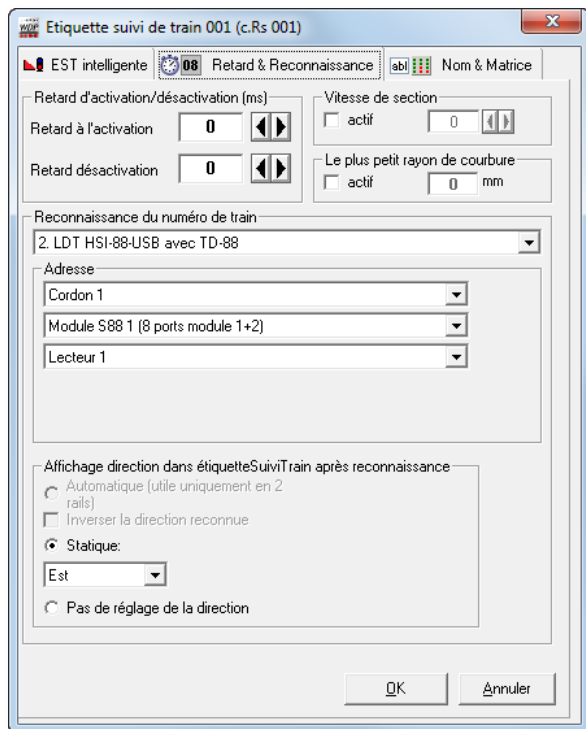 WDP Etiquette suivi de train 001 (c.Rs 001)
EST intelligente 08 Retard & Reconnaissance abl Nom & Matrice
Retard d'activation/désactivation (ms)
Retard à l'activation 0
Retard désactivation 0
Vitesse de section
actif 0
Le plus petit rayon de courbure
actif 0 mm
Reconnaissance du numéro de train
2. LDT HSI-88-USB avec TD-88
Adresse
Cordon 1
Module S88 1 (8 ports module 1+2)
Lecteur 1
Affichage direction dans étiquetteSuiviTrain après reconnaissance
Automatique (utile uniquement en 2
rails)
Inverser la direction reconnue
Statique:
Est
Pas de réglage de la direction
OK Annuler